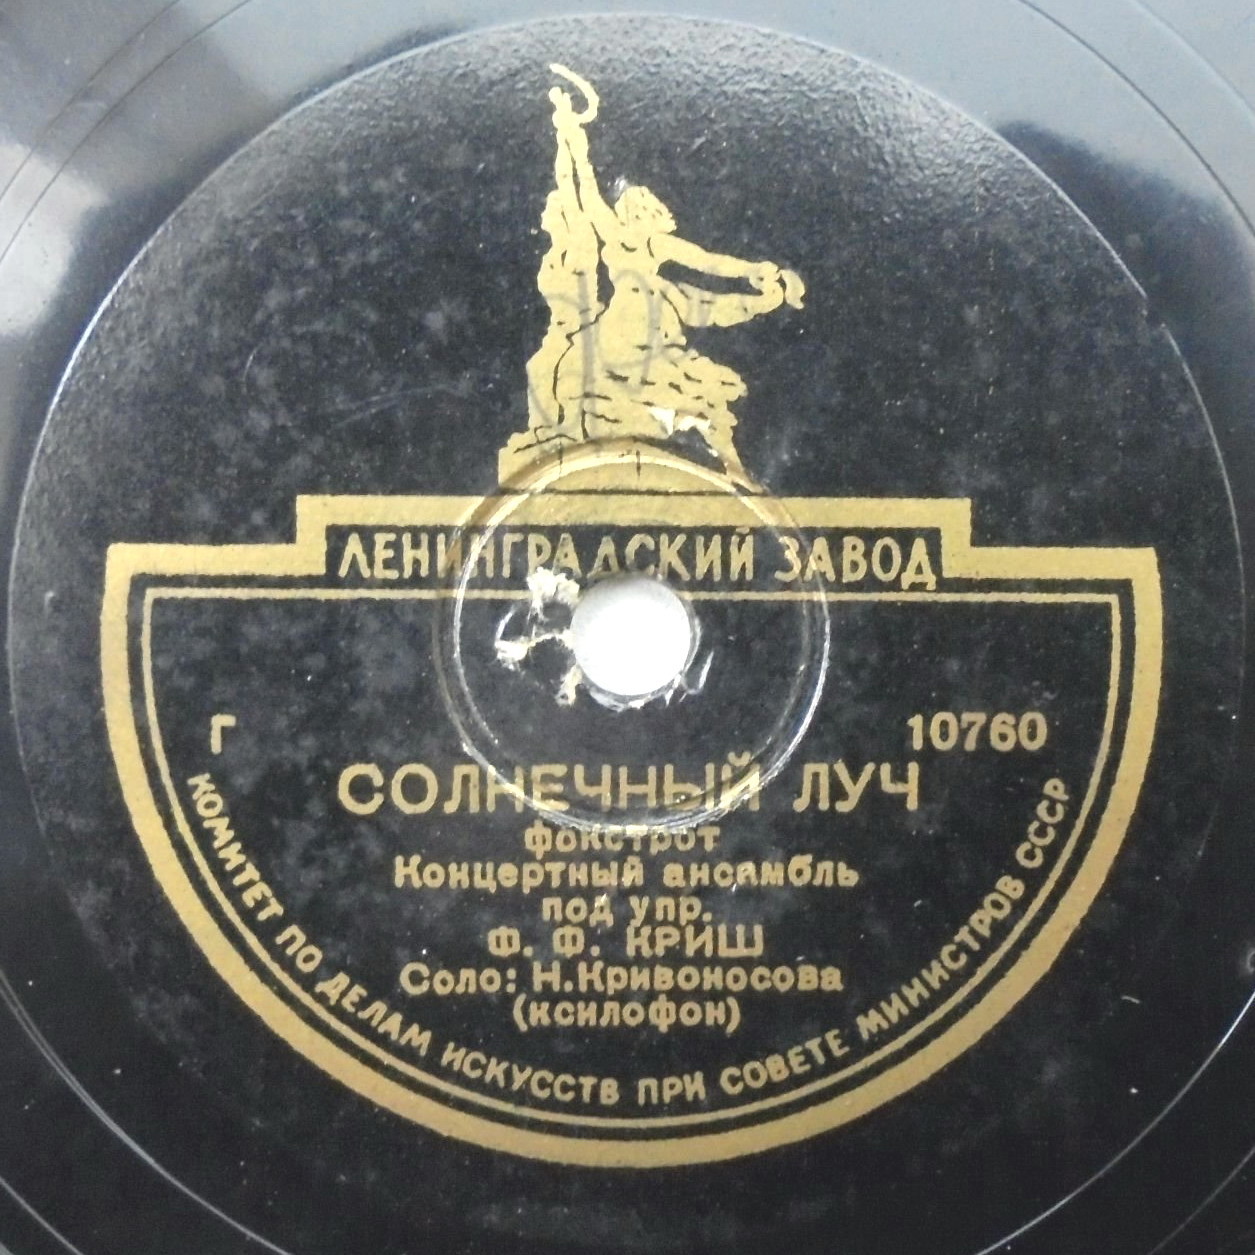 ЛЕНИНГРАДСКИЙ ЗАВОД
Г 10760
СОЛНЕЧНЫЙ ЛУЧ
фокстрот
Концертный ансамбль
под упр.
Ф. Ф. КРИШ
Соло: Н.Кривоносова
(ксилофон)
КОМИТЕТ ПО ДЕЛАМ ИСКУССТВ ПРИ СОВЕТЕ МИНИСТРОВ СССР